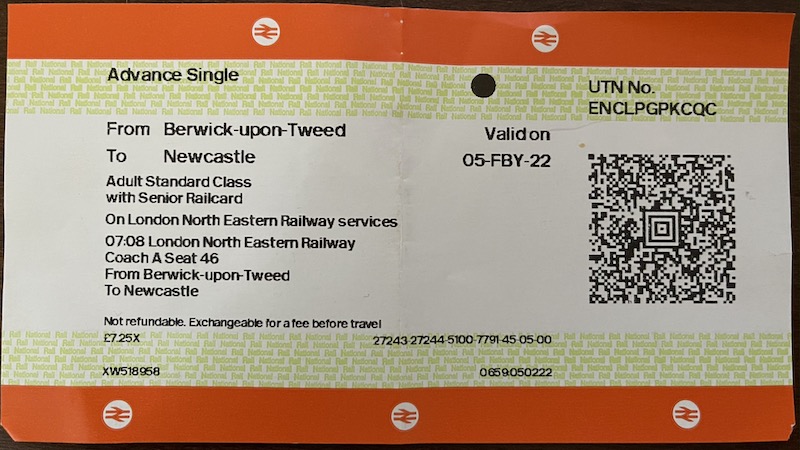 Advance Single
UTN No.
ENCLPGPKCQC
From Berwick-upon-Tweed
To Newcastle
Valid on
05-FBY-22
Adult Standard Class
with Senior Railcard
On London North Eastern Railway services
07:08 London North Eastern Railway
Coach A Seat 46
From Berwick-upon-Tweed
To Newcastle
Not refundable. Exchangeable for a fee before travel
£7.25X
27243-27244-5100-7791-45-05-00
XW518958
0659050222